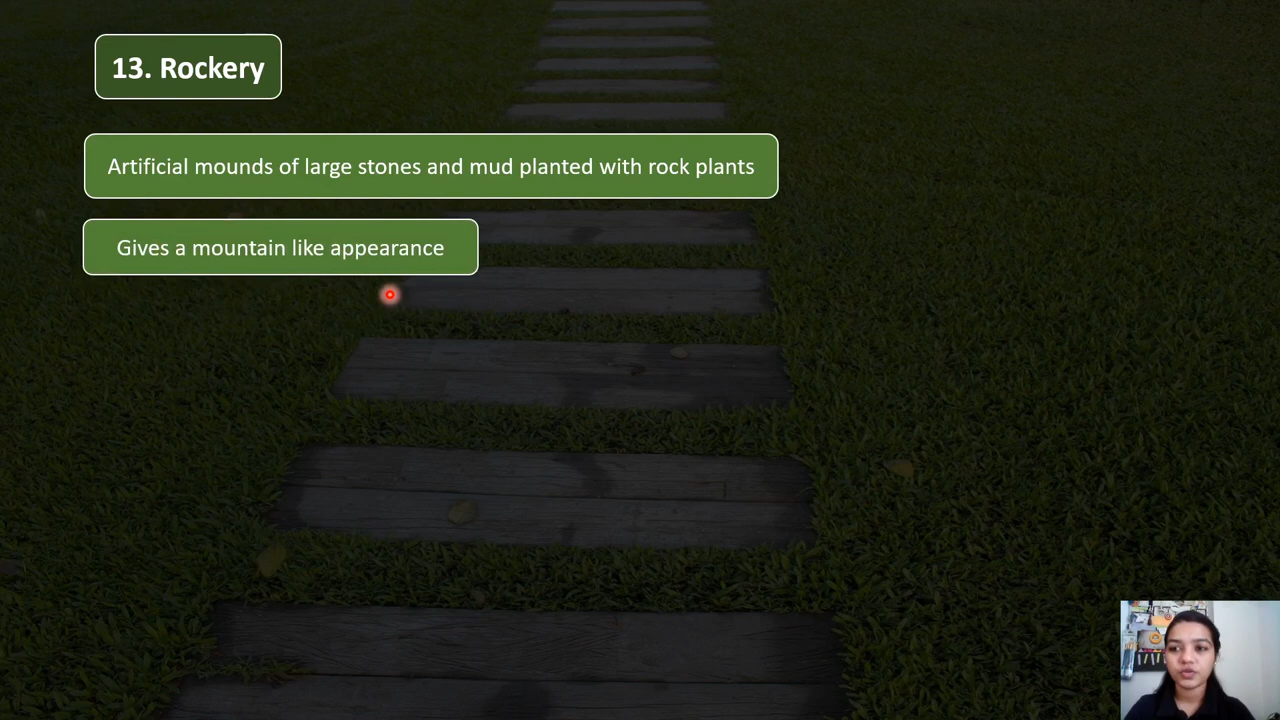 13. Rockery
Artificial mounds of large stones and mud planted with rock plants
Gives a mountain like appearance